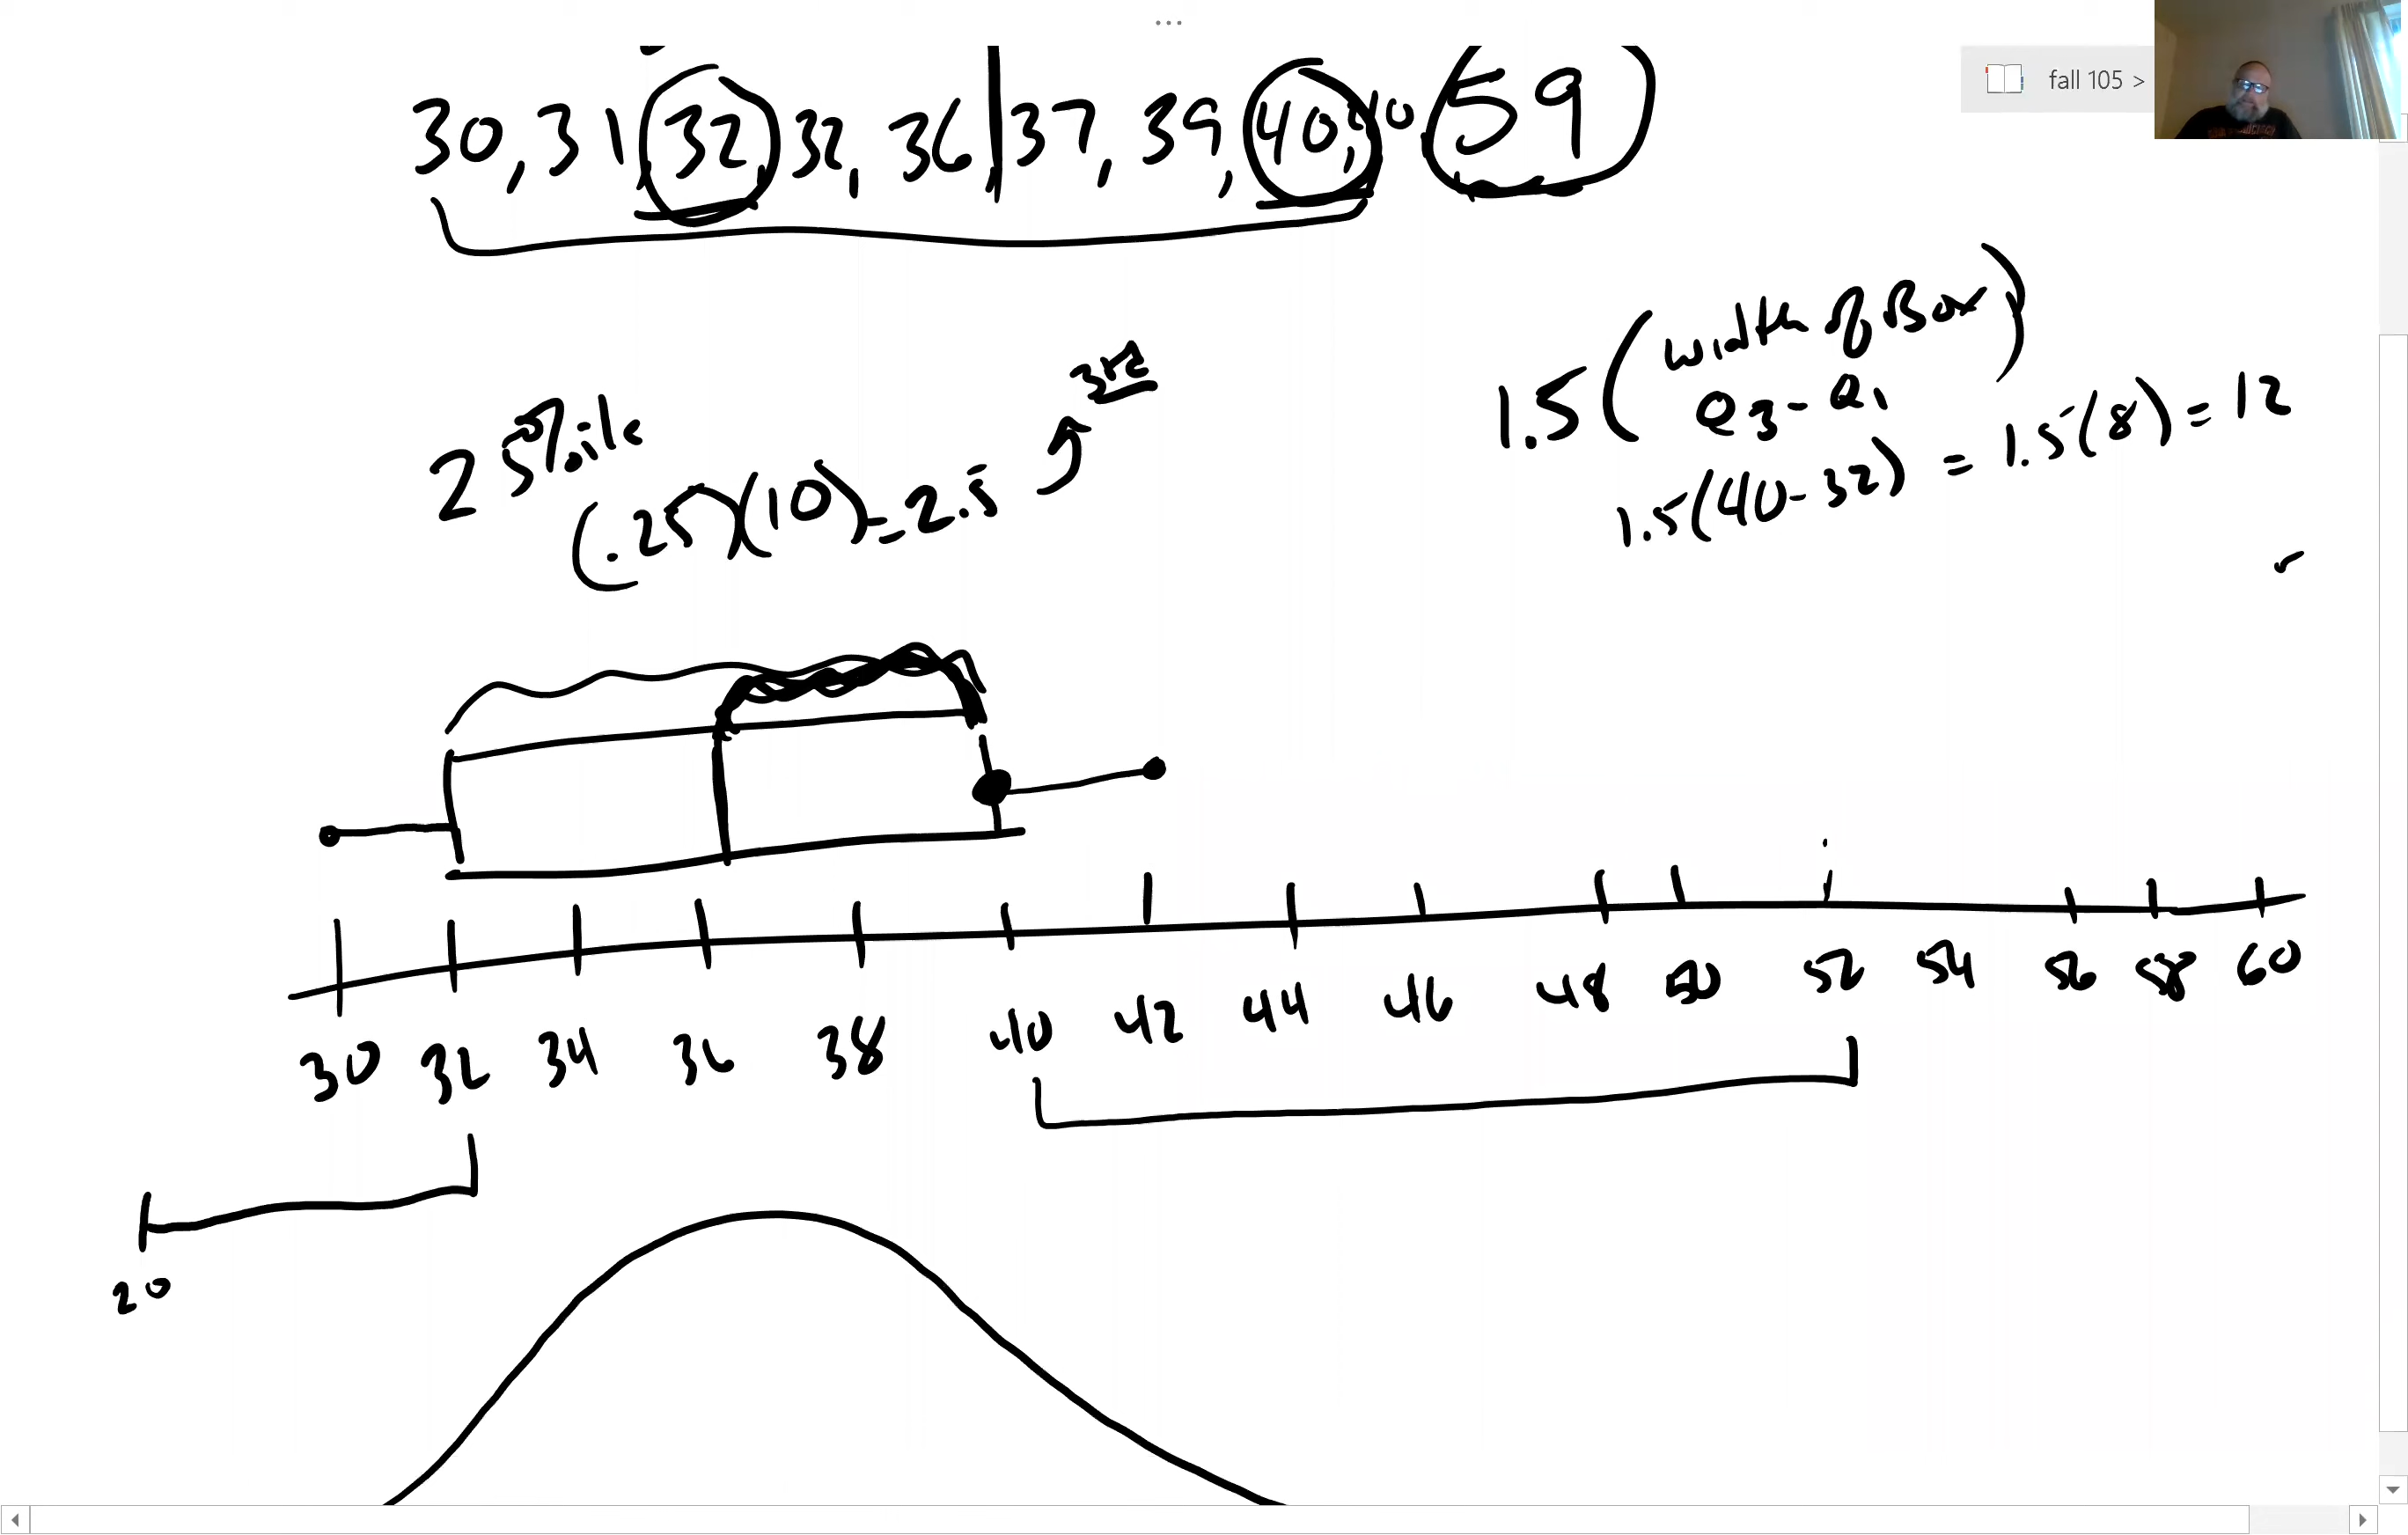 fall 105 >
30, 31, 32, 32, 36, 37, 39, 40, 40 59
25%ile
(.25)(10) = 2.5
3rd
1.5 ( width of Box )
Q3 - Q1
1.5(40-32) = 1.5(8) = 12
30 32 34 36 38 40 42 44 46 48 50 52 54 56 58 60
20